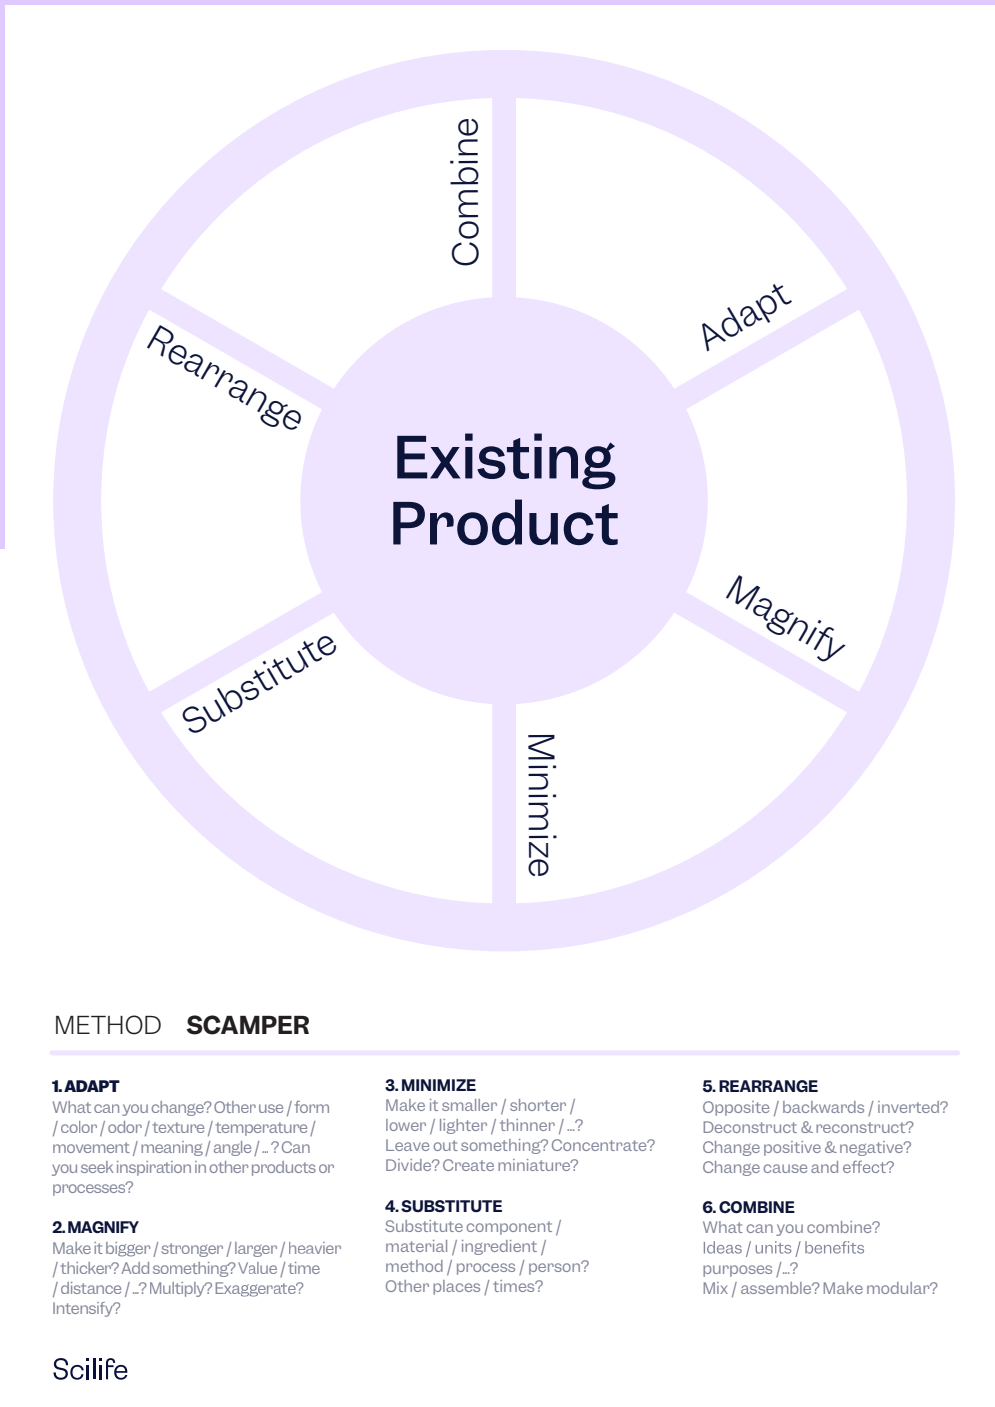 Combine
Adapt
Rearrange
Existing
Product
Magnify
Substitute
Minimize
METHOD SCAMPER
1. ADAPT
What can you change? Other use / form
/ color / odor / texture / temperature /
movement / meaning / angle /... ? Can
you seek inspiration in other products or
processes?
2. MAGNIFY
Make it bigger / stronger / larger / heavier
/ thicker? Add something? Value / time
/ distance /...? Multiply? Exaggerate?
Intensify?
3. MINIMIZE
Make it smaller / shorter /
lower / lighter / thinner /...?
Leave out something? Concentrate?
Divide? Create miniature?
4. SUBSTITUTE
Substitute component /
material / ingredient /
method / process / person?
Other places / times?
5. REARRANGE
Opposite / backwards / inverted?
Deconstruct & reconstruct?
Change positive & negative?
Change cause and effect?
6. COMBINE
What can you combine?
Ideas / units / benefits
purposes /...?
Mix / assemble? Make modular?
Scilife